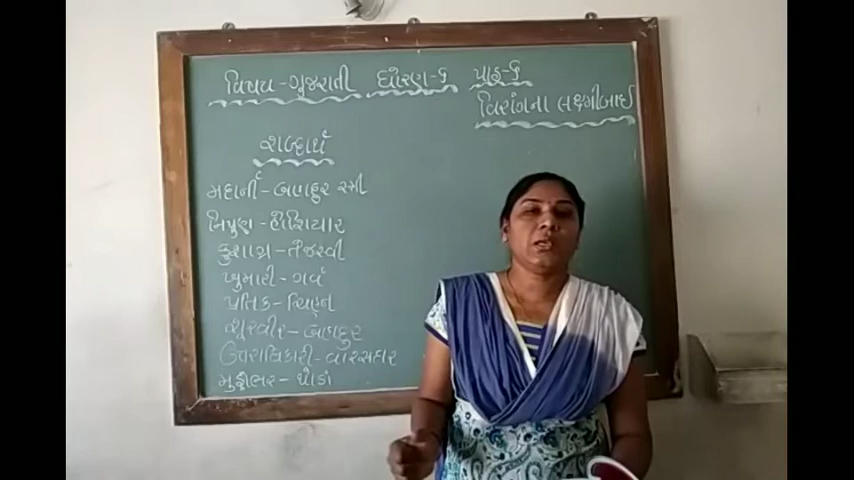 વિષય - ગુજરાતી ધોરણ - ૬ પાઠ - ૬
વિરાંગના લક્ષ્મીબાઈ
શબ્દાર્થ
મર્દાની - બહાદુર સ્ત્રી
નિપુણ - હોંશિયાર
કુશાગ્ર - તેજસ્વી
ખુમારી - ગર્વ
પ્રતિક - ચિહ્ન
શૂરવીર - બહાદુર
ઉત્તરાધિકારી - વારસદાર
મુઠ્ઠીભર - થોડાં